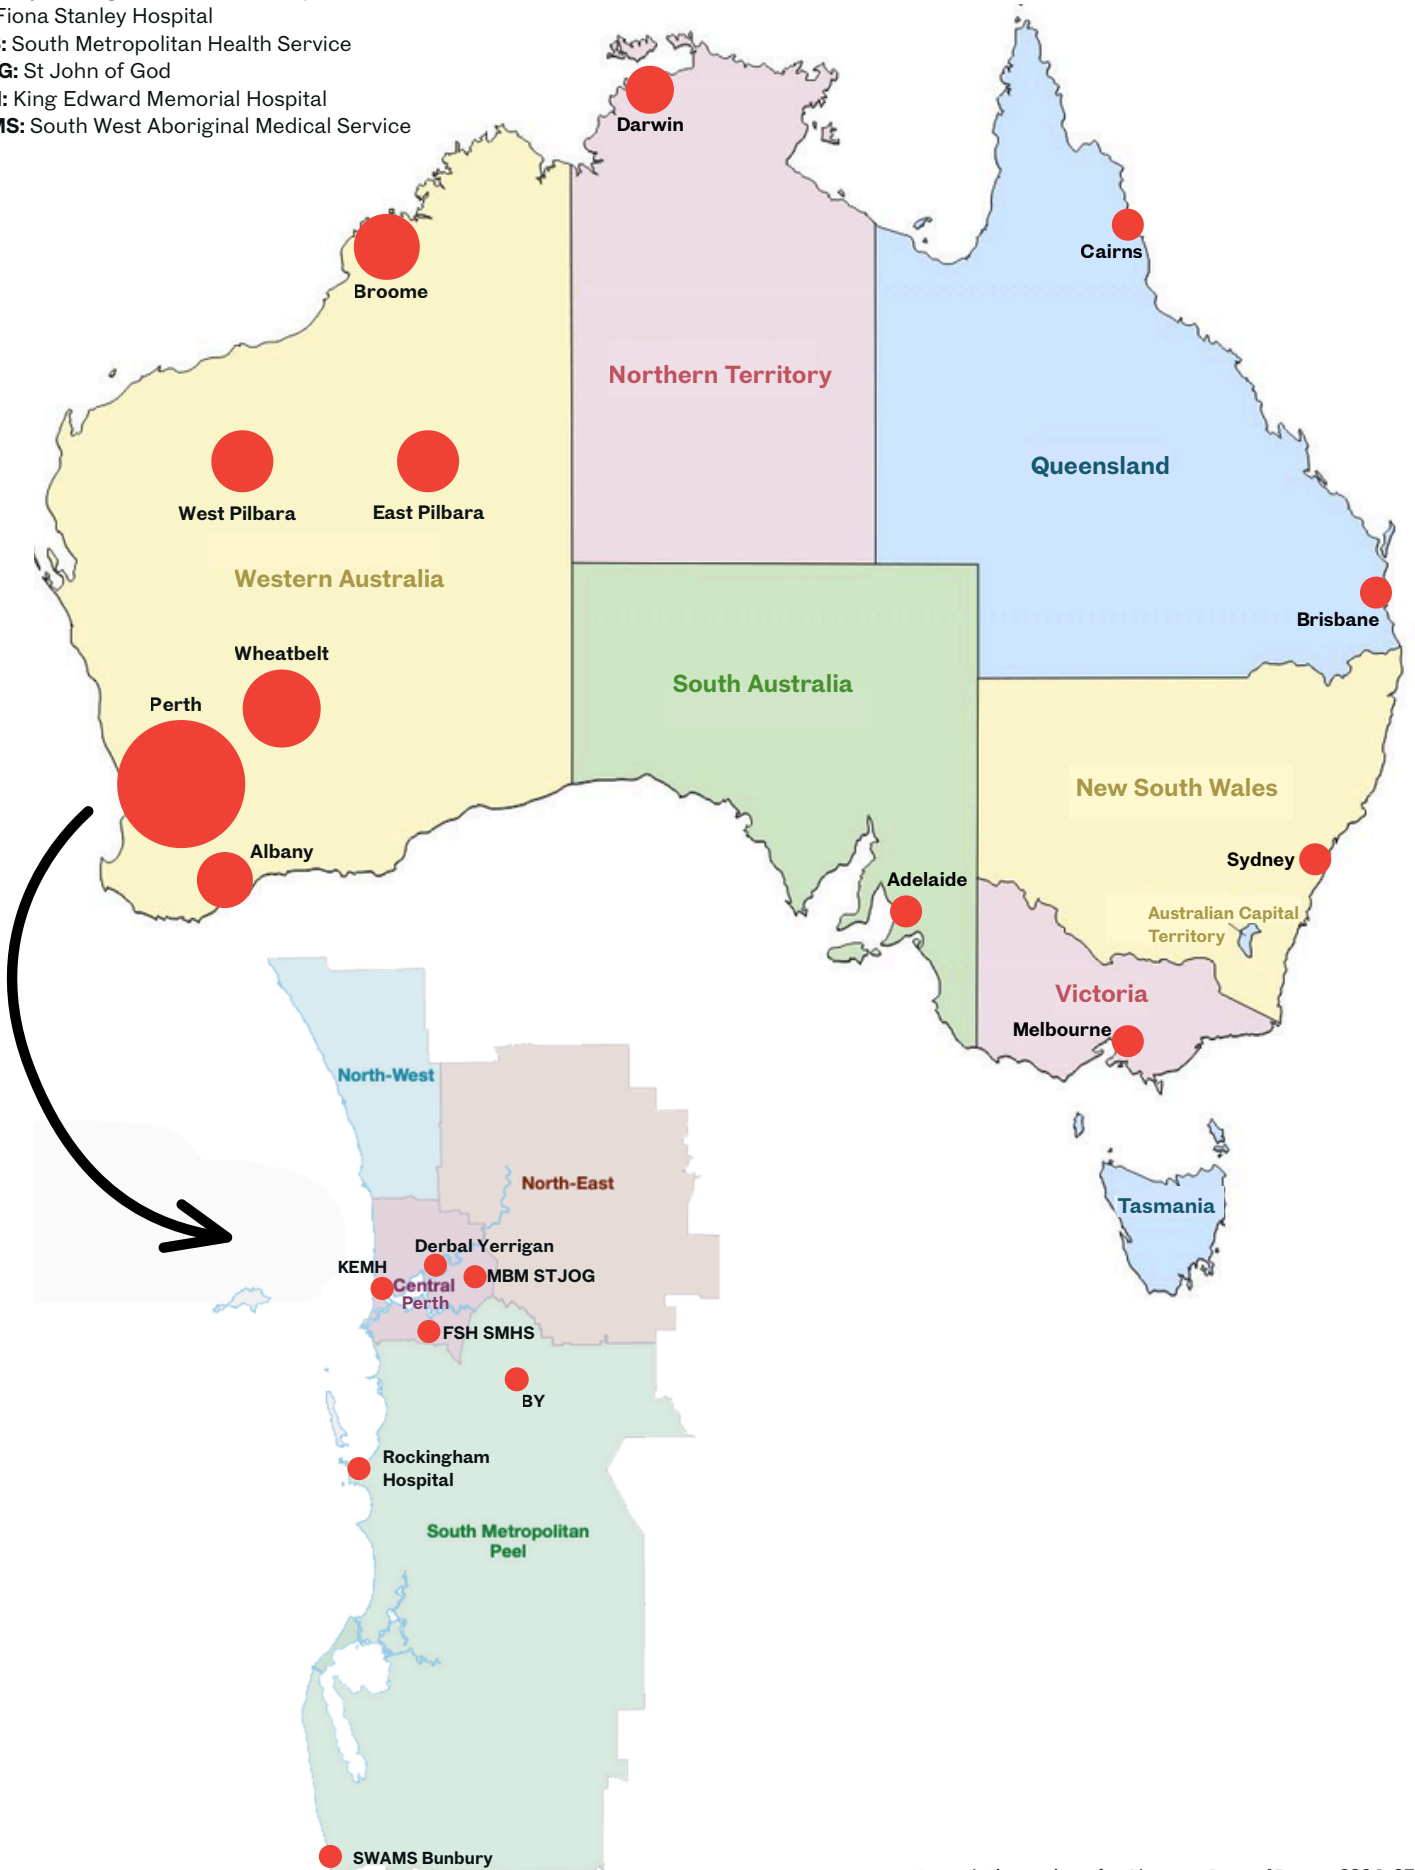 Fiona Stanley Hospital
: South Metropolitan Health Service
G: St John of God
: King Edward Memorial Hospital
MS: South West Aboriginal Medical Service
Darwin
Cairns
Broome
Northern Territory
Queensland
West Pilbara
East Pilbara
Western Australia
Brisbane
Wheatbelt
South Australia
Perth
New South Wales
Albany
Sydney
Adelaide
Australian Capital
Territory
Victoria
Melbourne
North-West
North-East
Tasmania
Derbal Yerrigan
KEMH
MBM STJOG
Central
Perth
FSH SMHS
BY
Rockingham
Hospital
South Metropolitan
Peel
SWAMS Bunbury